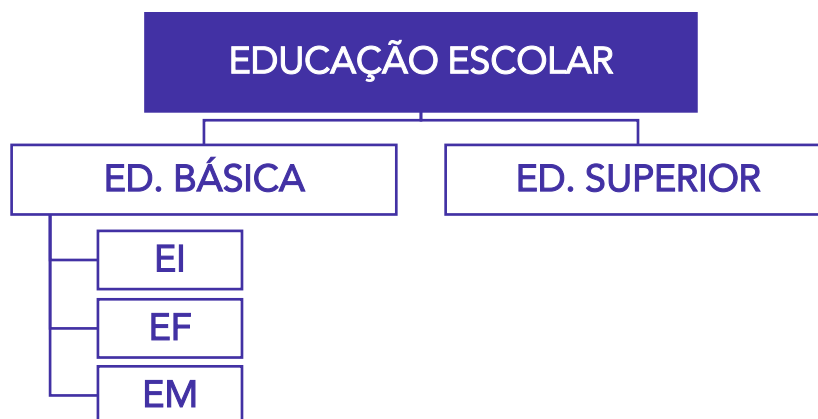 EDUCAÇÃO ESCOLAR
ED. BÁSICA
ED. SUPERIOR
EI
EF
EM